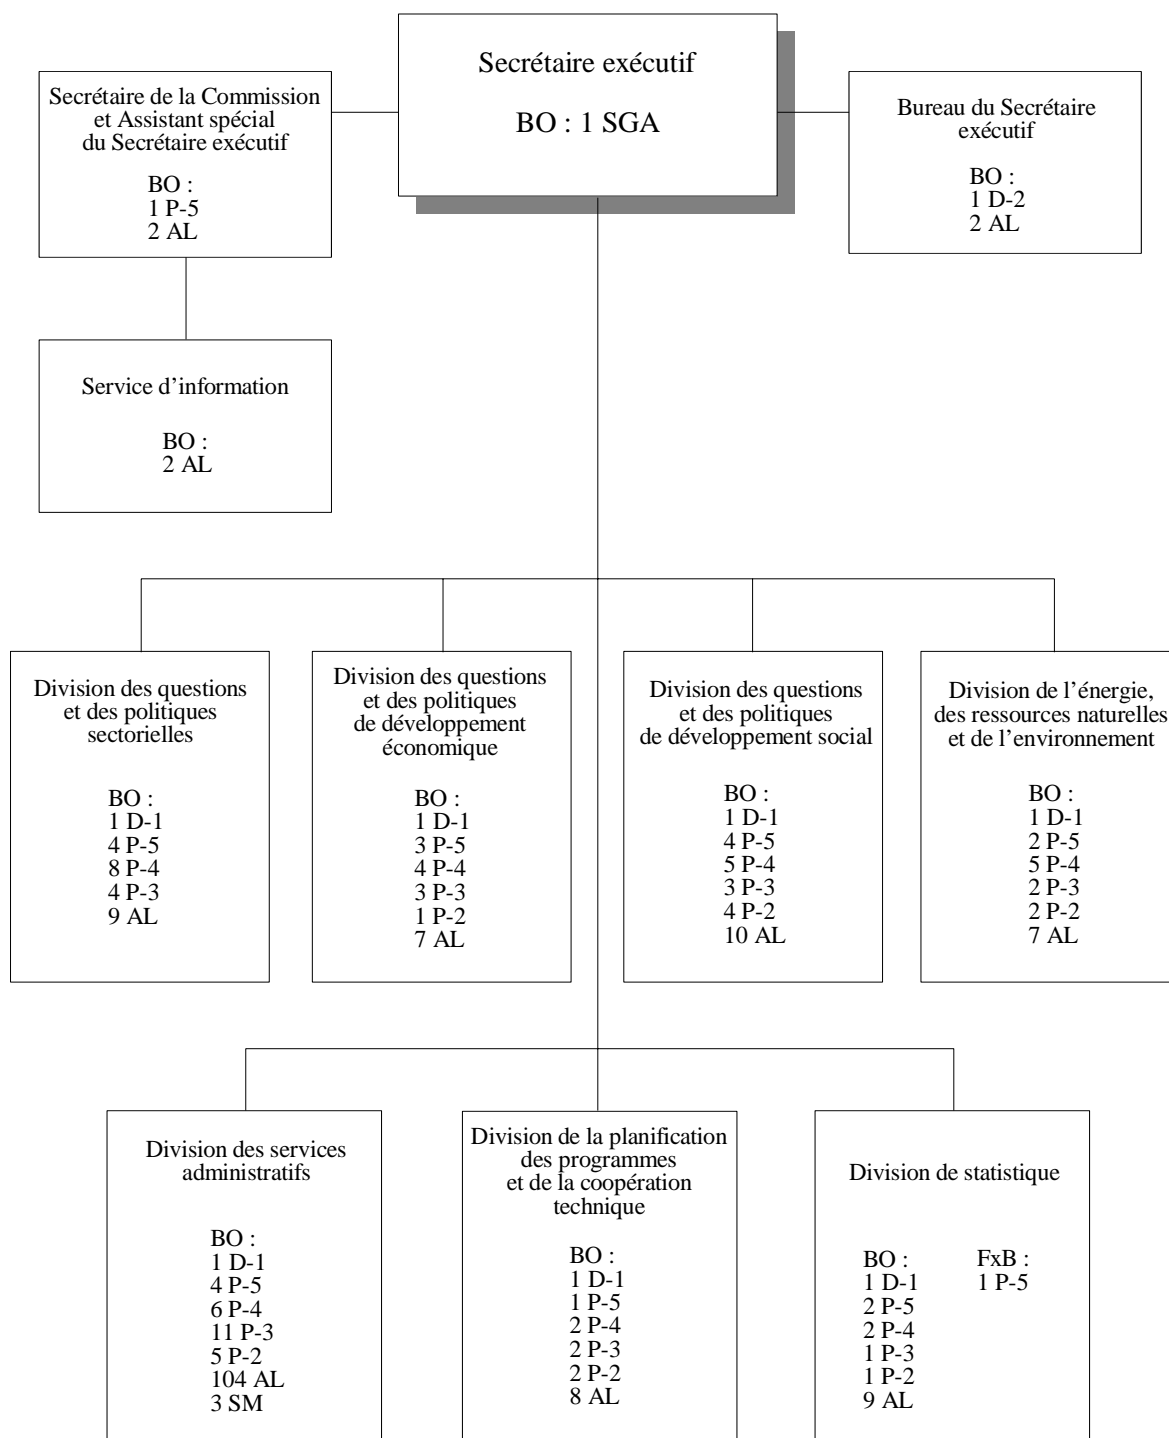 Secrétaire exécutif
BO : 1 SGA
Secrétaire de la Commission
et Assistant spécial
du Secrétaire exécutif
BO :
1 P-5
2 AL
Bureau du Secrétaire
exécutif
BO :
1 D-2
2 AL
Service d’information
BO :
2 AL
Division des questions
et des politiques
sectorielles
BO :
1 D-1
4 P-5
8 P-4
4 P-3
9 AL
Division des questions
et des politiques
de développement
économique
BO :
1 D-1
3 P-5
4 P-4
3 P-3
1 P-2
7 AL
Division des questions
et des politiques
de développement social
BO :
1 D-1
4 P-5
5 P-4
3 P-3
4 P-2
10 AL
Division de l’énergie,
des ressources naturelles
et de l’environnement
BO :
1 D-1
2 P-5
5 P-4
2 P-3
2 P-2
7 AL
Division des services
administratifs
BO :
1 D-1
4 P-5
6 P-4
11 P-3
5 P-2
104 AL
3 SM
Division de la planification
des programmes
et de la coopération
technique
BO :
1 D-1
1 P-5
2 P-4
2 P-3
2 P-2
8 AL
Division de statistique
BO :
1 D-1
2 P-5
2 P-4
1 P-3
1 P-2
9 AL
FxB :
1 P-5